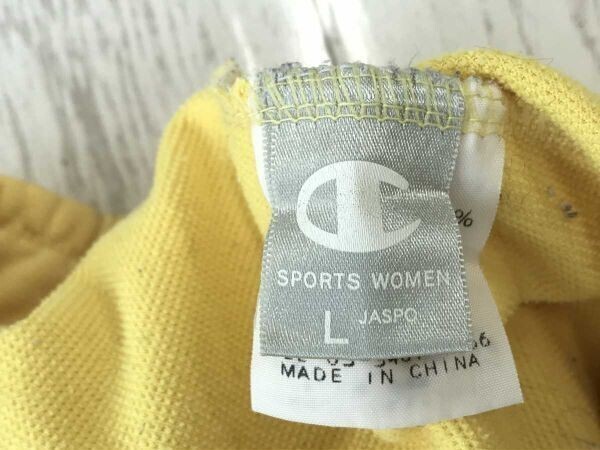 SPORTS WOMEN
L JASPO
%
MADE IN CHINA